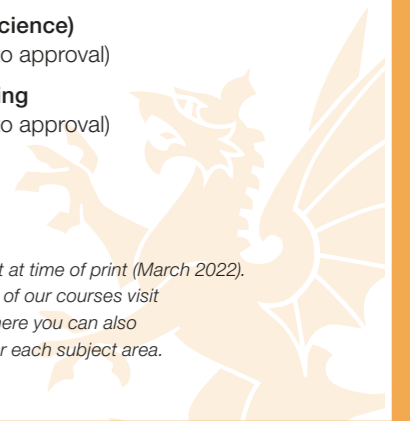 cience)
o approval)
ing
o approval)
t at time of print (March 2022).
of our courses visit
here you can also
r each subject area.